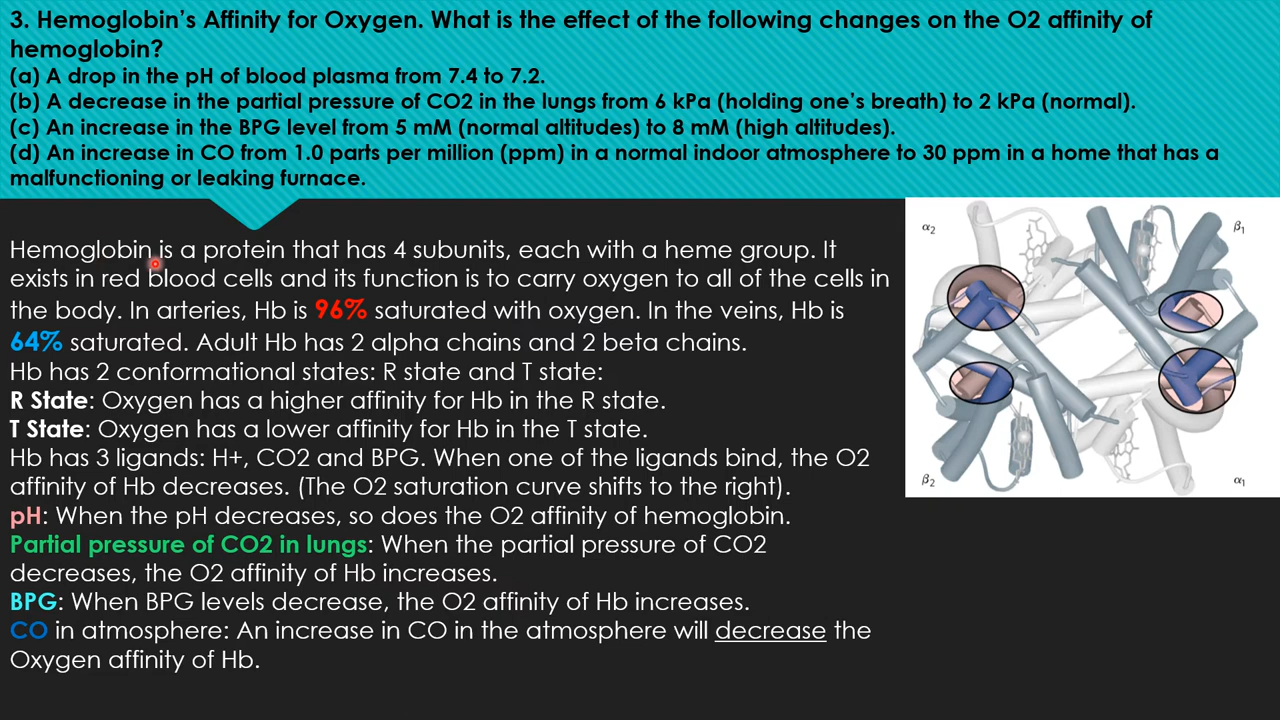 3. Hemoglobin's Affinity for Oxygen. What is the effect of the following changes on the O2 affinity of
hemoglobin?
(a) A drop in the pH of blood plasma from 7.4 to 7.2.
(b) A decrease in the partial pressure of CO2 in the lungs from 6 kPa (holding one's breath) to 2 kPa (normal).
(c) An increase in the BPG level from 5 mM (normal altitudes) to 8 mM (high altitudes).
(d) An increase in CO from 1.0 parts per million (ppm) in a normal indoor atmosphere to 30 ppm in a home that has a
malfunctioning or leaking furnace.
Hemoglobin is a protein that has 4 subunits, each with a heme group. It
exists in red blood cells and its function is to carry oxygen to all of the cells in
the body. In arteries, Hb is 96% saturated with oxygen. In the veins, Hb is
64% saturated. Adult Hb has 2 alpha chains and 2 beta chains.
Hb has 2 conformational states: R state and T state:
R State: Oxygen has a higher affinity for Hb in the R state.
T State: Oxygen has a lower affinity for Hb in the T state.
Hb has 3 ligands: H+, CO2 and BPG. When one of the ligands bind, the O2
affinity of Hb decreases. (The O2 saturation curve shifts to the right).
pH: When the pH decreases, so does the O2 affinity of hemoglobin.
Partial pressure of CO2 in lungs: When the partial pressure of CO2
decreases, the O2 affinity of Hb increases.
BPG: When BPG levels decrease, the O2 affinity of Hb increases.
CO in atmosphere: An increase in CO in the atmosphere will decrease the
Oxygen affinity of Hb.
α2
β1
β2
α1